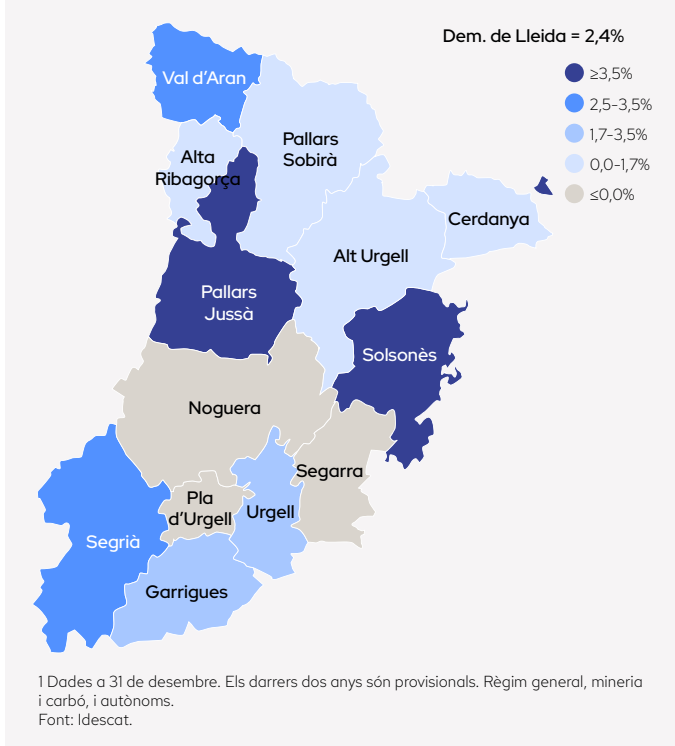 Dem. de Lleida = 2,4%
≥3,5%
2,5-3,5%
1,7-3,5%
0,0-1,7%
≤0,0%
Val d'Aran
Pallars
Sobirà
Alta
Ribagorça
Cerdanya
Alt Urgell
Pallars
Jussà
Solsonès
Noguera
Segarra
Pla
d'Urgell
Urgell
Segrià
Garrigues
1 Dades a 31 de desembre. Els darrers dos anys són provisionals. Règim general, mineria
i carbó, i autònoms.
Font: Idescat.